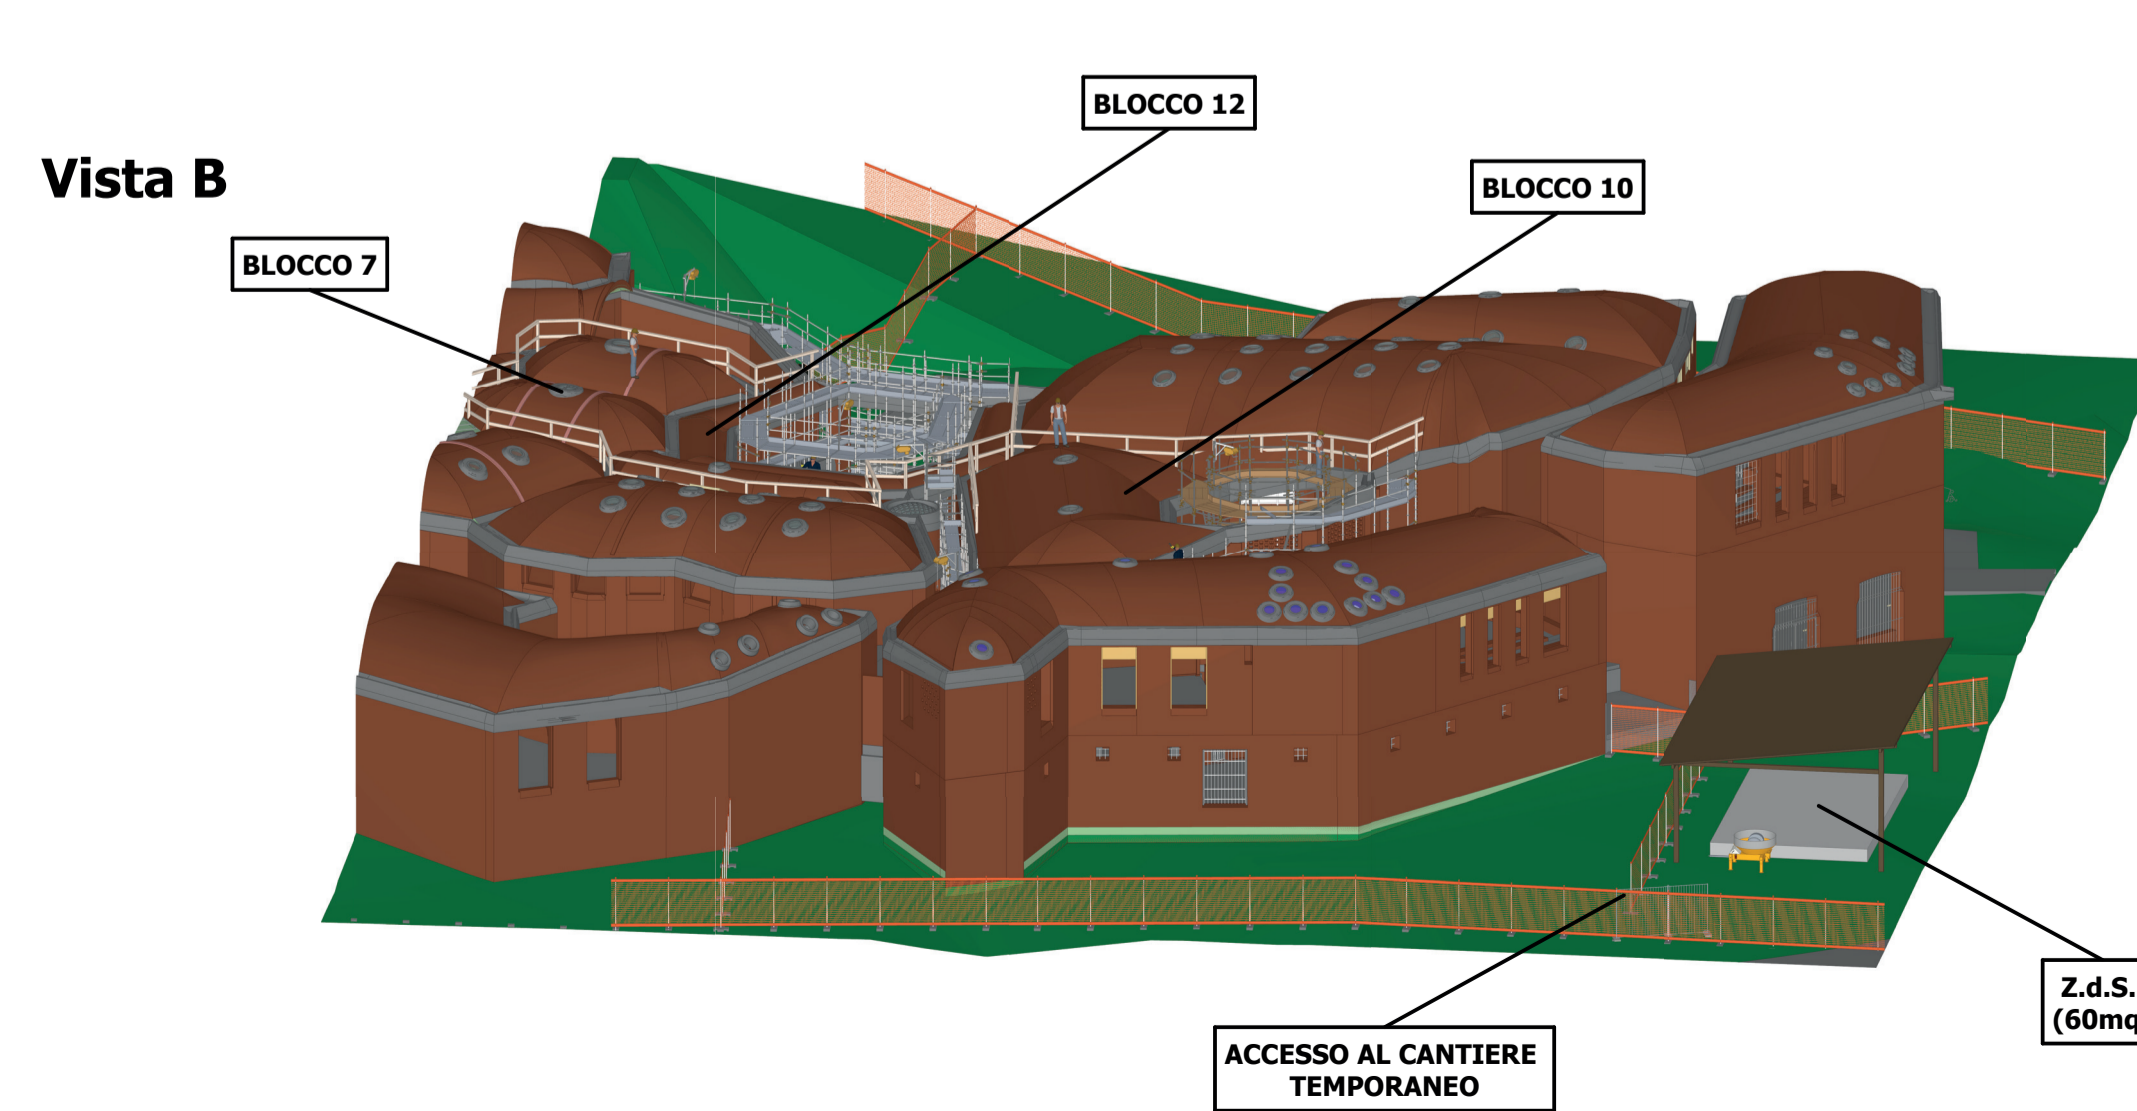 BLOCCO 12
Vista B
BLOCCO 10
BLOCCO 7
Z.d.S.
(60mq
ACCESSO AL CANTIERE
TEMPORANEO